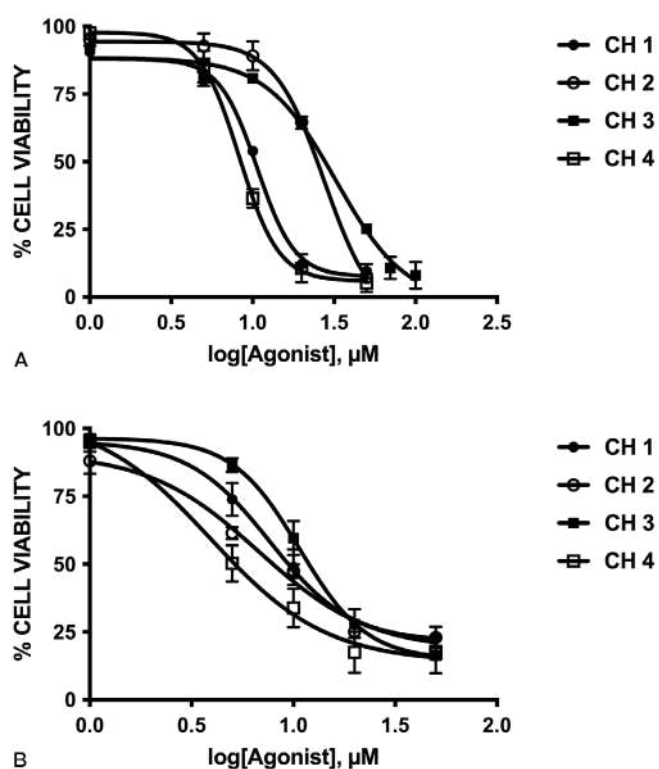 100
75
50
25
0
% CELL VIABILITY
0.0 0.5 1.0 1.5 2.0 2.5
log[Agonist], µM
CH 1
CH 2
CH 3
CH 4
A
100
75
50
25
0
% CELL VIABILITY
0.0 0.5 1.0 1.5 2.0
log[Agonist], µM
CH 1
CH 2
CH 3
CH 4
B